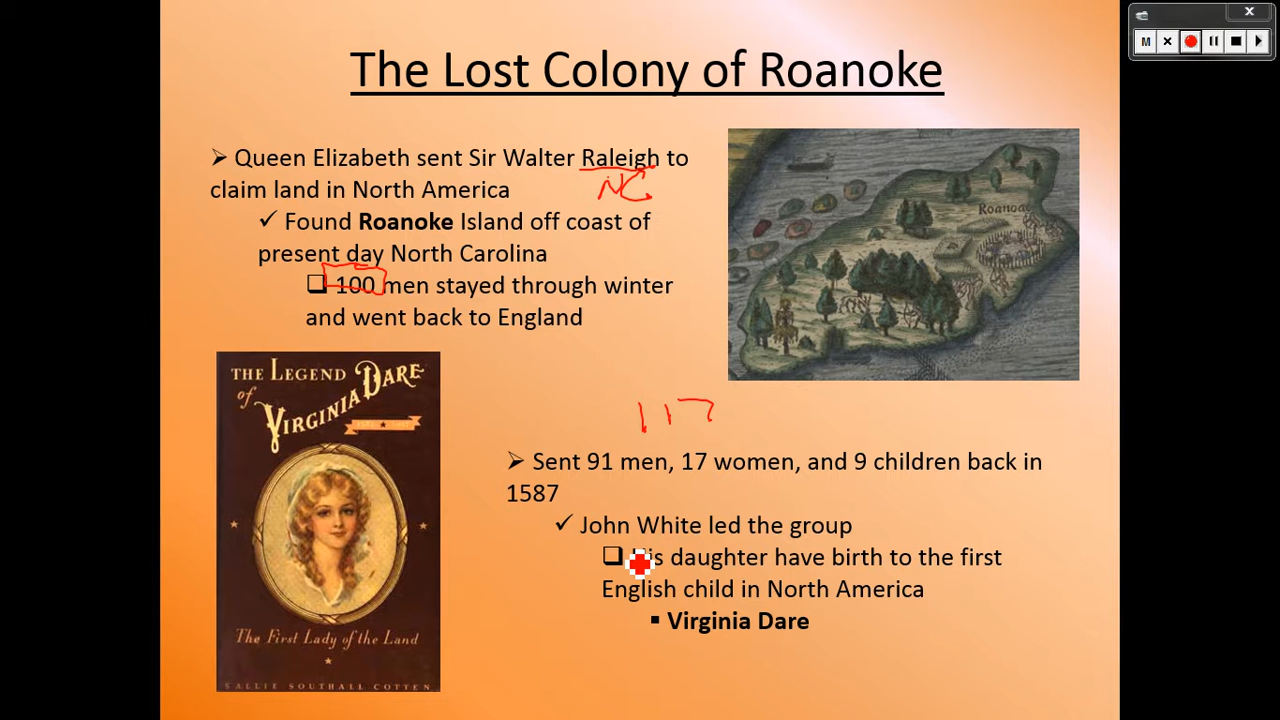 The Lost Colony of Roanoke
➢ Queen Elizabeth sent Sir Walter Raleigh to
claim land in North America
NC
✓ Found Roanoke Island off coast of
present day North Carolina
❑ 100 men stayed through winter
and went back to England
Roanoac
THE LEGEND
of
VIRGINIA DARE
The First Lady of the Land
SALLIE SOUTHALL COTTEN
117
➢ Sent 91 men, 17 women, and 9 children back in
1587
✓ John White led the group
❑ His daughter have birth to the first
English child in North America
▪ Virginia Dare
M